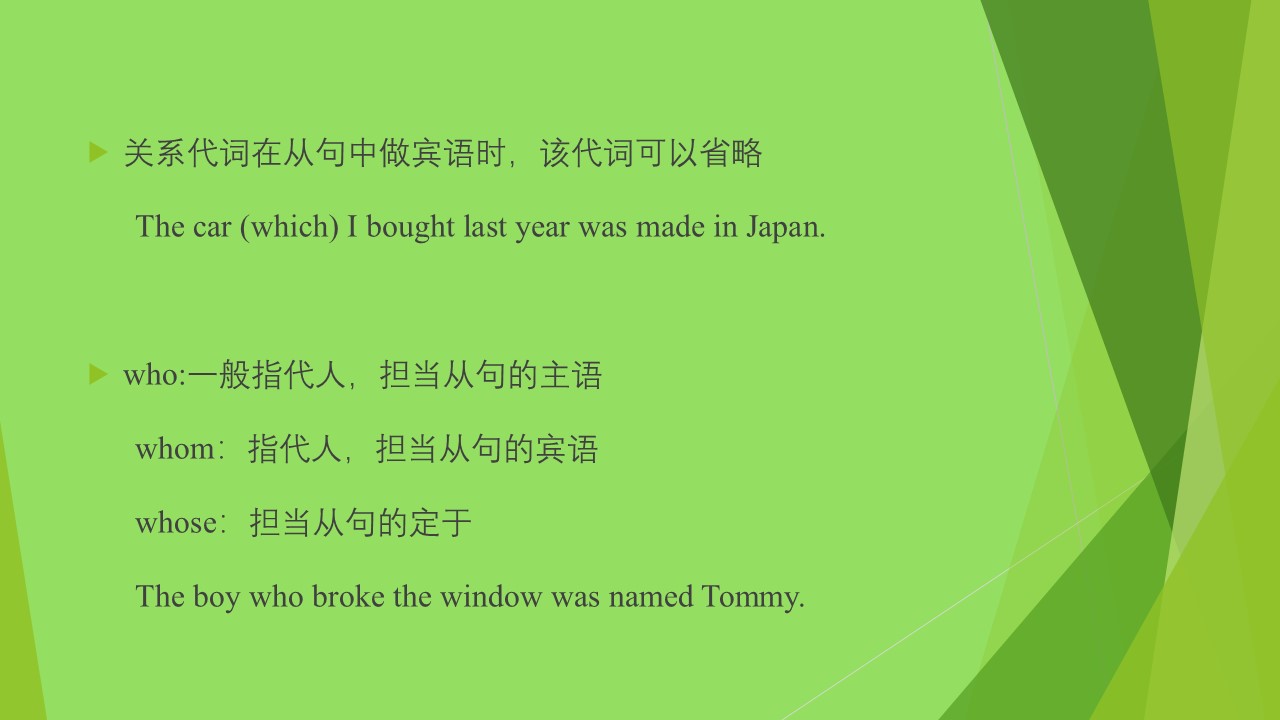 关系代词在从句中做宾语时，该代词可以省略
The car (which) I bought last year was made in Japan.
who:一般指代人，担当从句的主语
whom：指代人，担当从句的宾语
whose：担当从句的定于
The boy who broke the window was named Tommy.